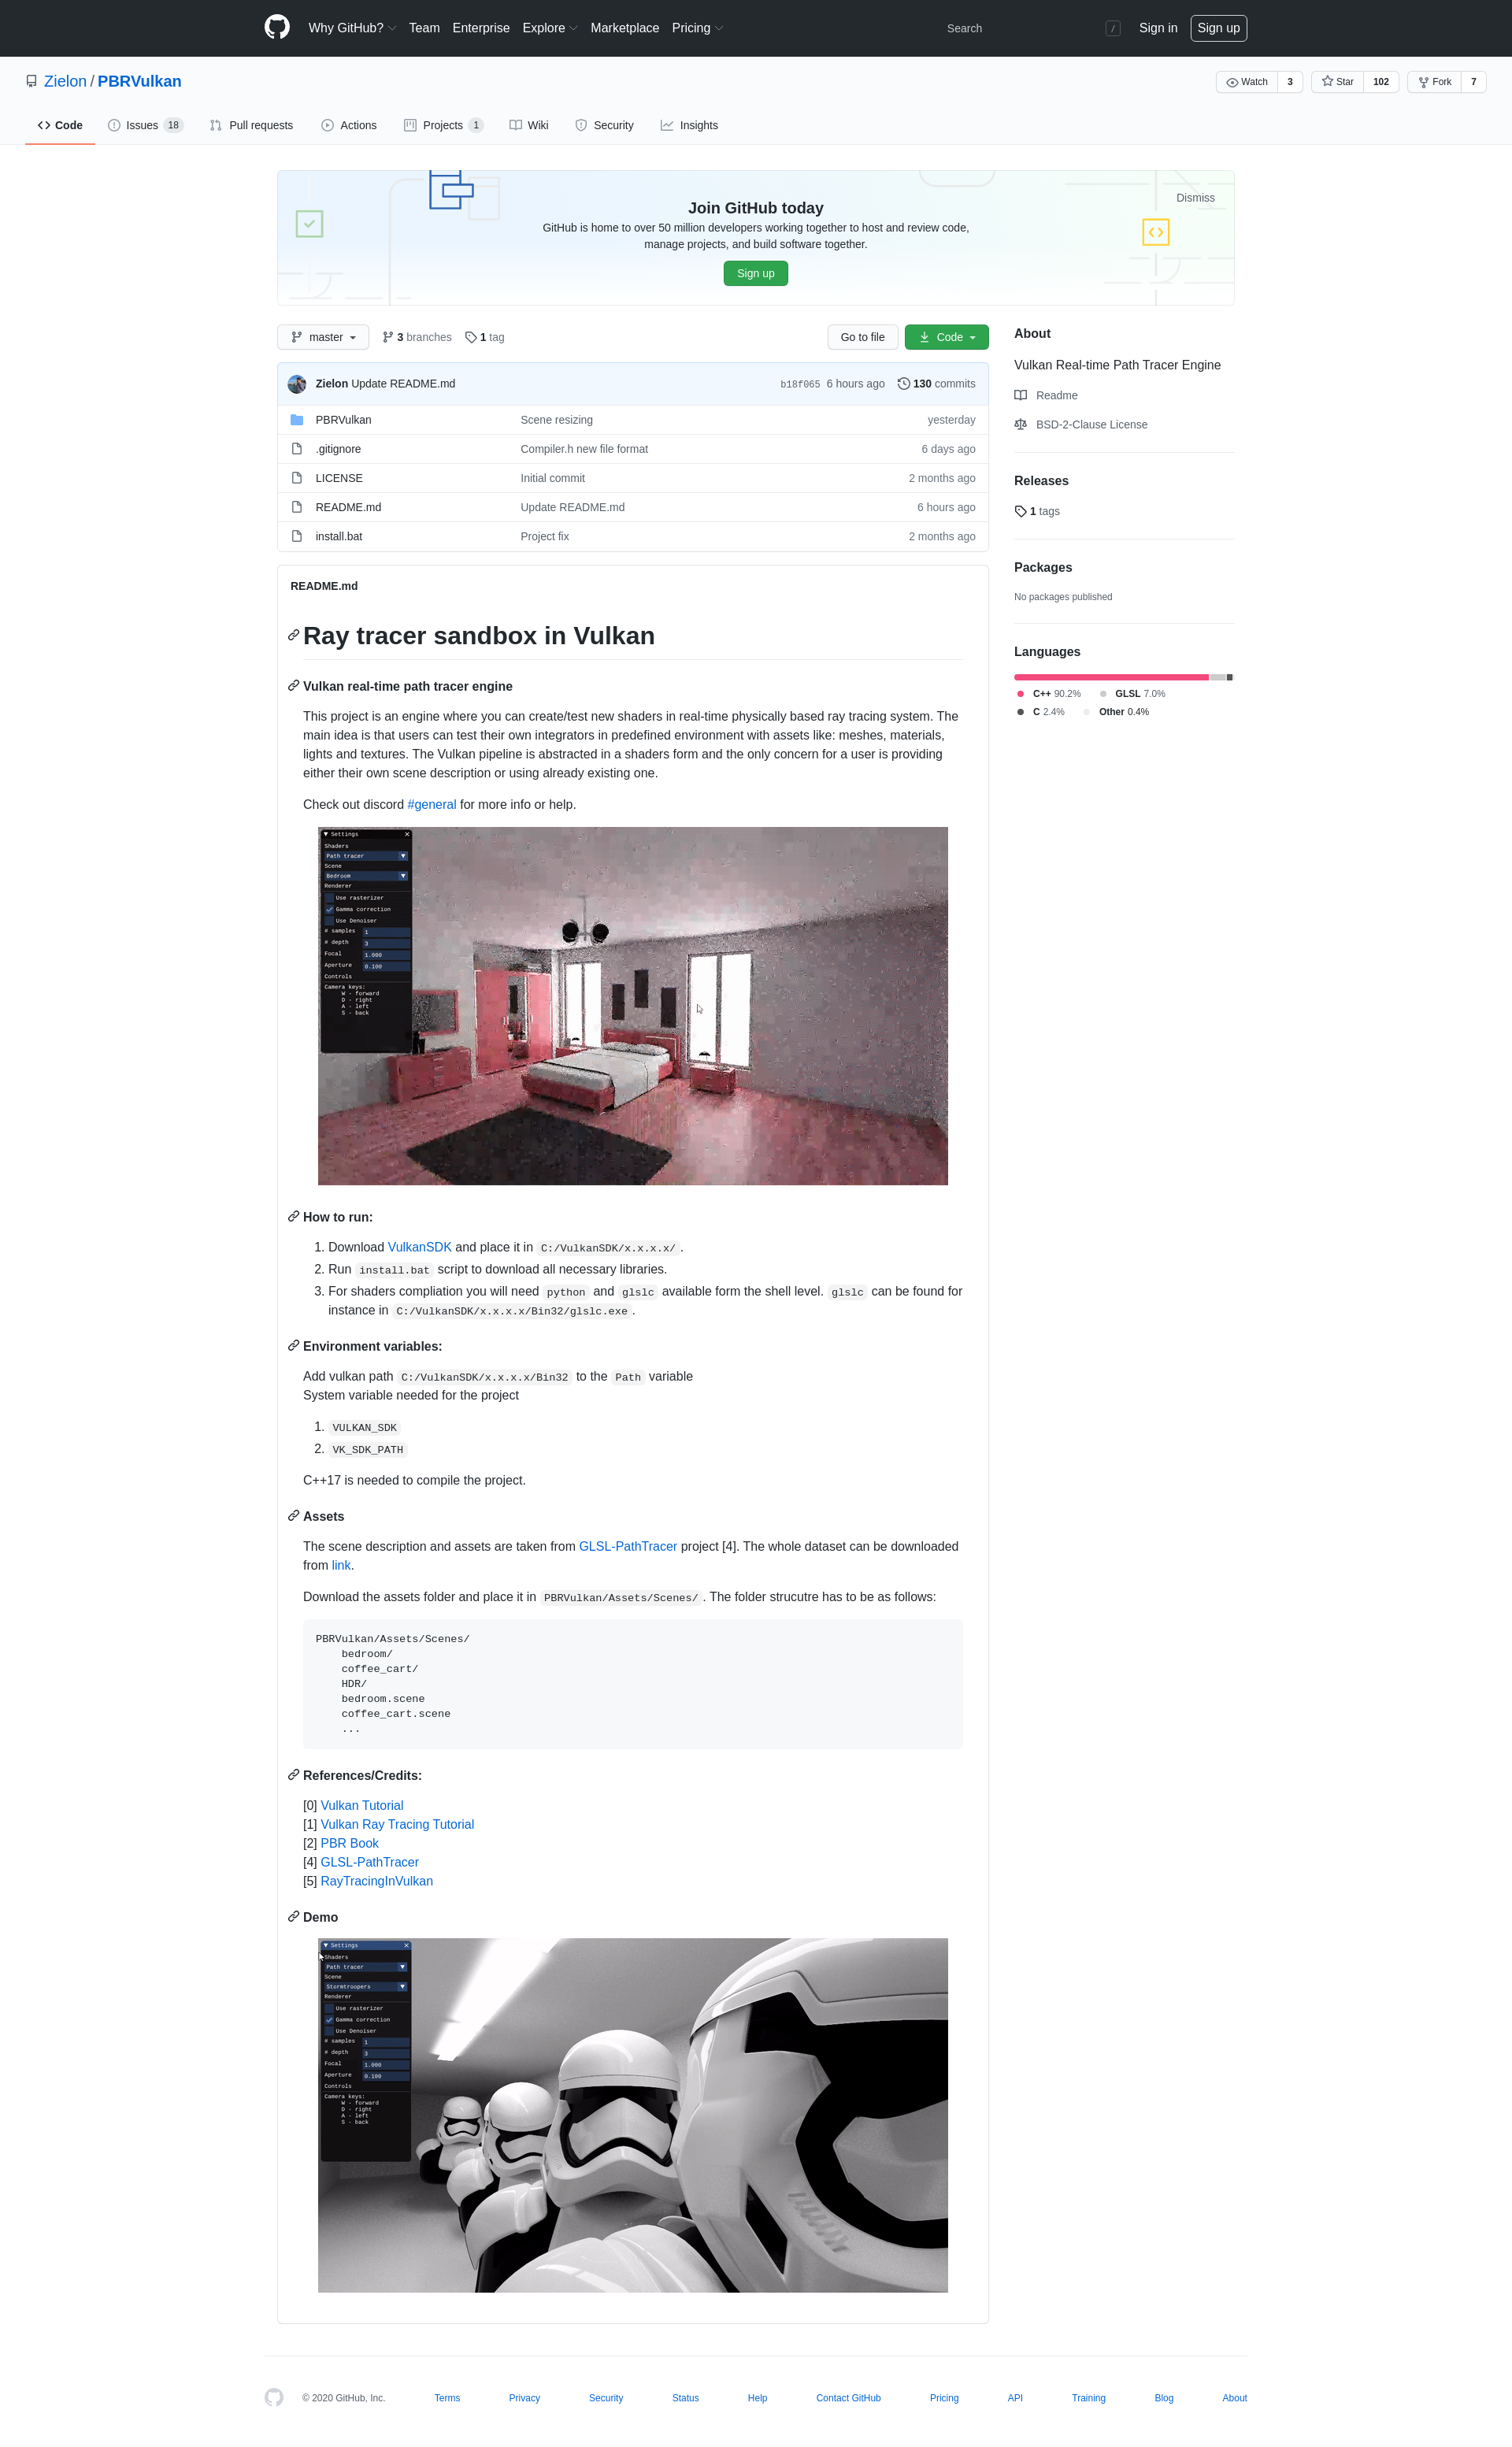 Why GitHub? Team Enterprise Explore Marketplace Pricing Search / Sign in Sign up
Zielon / PBRVulkan Watch 3 Star 102 Fork 7
Code Issues 18 Pull requests Actions Projects 1 Wiki Security Insights
Dismiss
Join GitHub today
GitHub is home to over 50 million developers working together to host and review code,
manage projects, and build software together.
Sign up
master 3 branches 1 tag Go to file Code
Zielon Update README.md b18f065 6 hours ago 130 commits
PBRVulkan Scene resizing yesterday
.gitignore Compiler.h new file format 6 days ago
LICENSE Initial commit 2 months ago
README.md Update README.md 6 hours ago
install.bat Project fix 2 months ago
About
Vulkan Real-time Path Tracer Engine
Readme
BSD-2-Clause License
Releases
1 tags
Packages
No packages published
Languages
C++ 90.2% GLSL 7.0%
C 2.4% Other 0.4%
README.md
Ray tracer sandbox in Vulkan
Vulkan real-time path tracer engine
This project is an engine where you can create/test new shaders in real-time physically based ray tracing system. The
main idea is that users can test their own integrators in predefined environment with assets like: meshes, materials,
lights and textures. The Vulkan pipeline is abstracted in a shaders form and the only concern for a user is providing
either their own scene description or using already existing one.
Check out discord #general for more info or help.
Settings
Shaders
Path tracer
Scene
Bedroom
Renderer
Use rasterizer
Gamma correction
Use Denoiser
# samples 1
# depth 3
Focal 1.000
Aperture 0.100
Controls
Camera keys:
W - forward
D - right
A - left
S - back
How to run:
1. Download VulkanSDK and place it in C:/VulkanSDK/x.x.x.x/ .
2. Run install.bat script to download all necessary libraries.
3. For shaders compliation you will need python and glslc available form the shell level. glslc can be found for
instance in C:/VulkanSDK/x.x.x.x/Bin32/glslc.exe .
Environment variables:
Add vulkan path C:/VulkanSDK/x.x.x.x/Bin32 to the Path variable
System variable needed for the project
1. VULKAN_SDK
2. VK_SDK_PATH
C++17 is needed to compile the project.
Assets
The scene description and assets are taken from GLSL-PathTracer project [4]. The whole dataset can be downloaded
from link.
Download the assets folder and place it in PBRVulkan/Assets/Scenes/ . The folder strucutre has to be as follows:
PBRVulkan/Assets/Scenes/
bedroom/
coffee_cart/
HDR/
bedroom.scene
coffee_cart.scene
...
References/Credits:
[0] Vulkan Tutorial
[1] Vulkan Ray Tracing Tutorial
[2] PBR Book
[4] GLSL-PathTracer
[5] RayTracingInVulkan
Demo
Settings
Shaders
Path tracer
Scene
Stormtroopers
Renderer
Use rasterizer
Gamma correction
Use Denoiser
# samples 1
# depth 3
Focal 1.000
Aperture 0.100
Controls
Camera keys:
W - forward
D - right
A - left
S - back
© 2020 GitHub, Inc. Terms Privacy Security Status Help Contact GitHub Pricing API Training Blog About